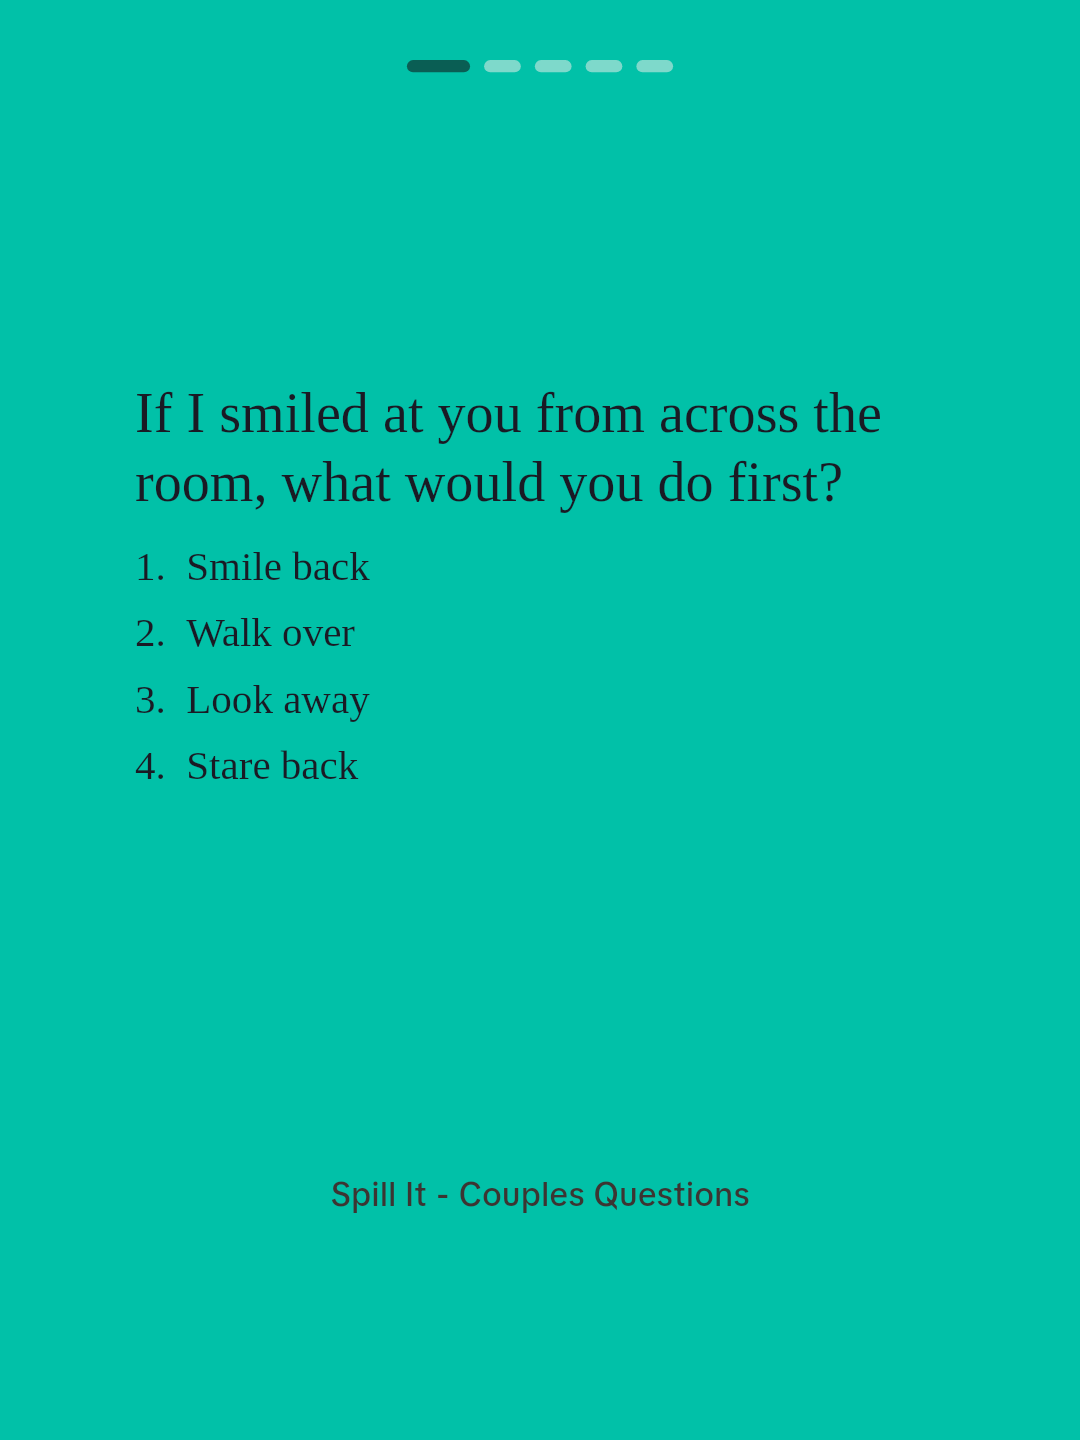 If I smiled at you from across the
room, what would you do first?
1. Smile back
2. Walk over
3. Look away
4. Stare back
Spill It - Couples Questions